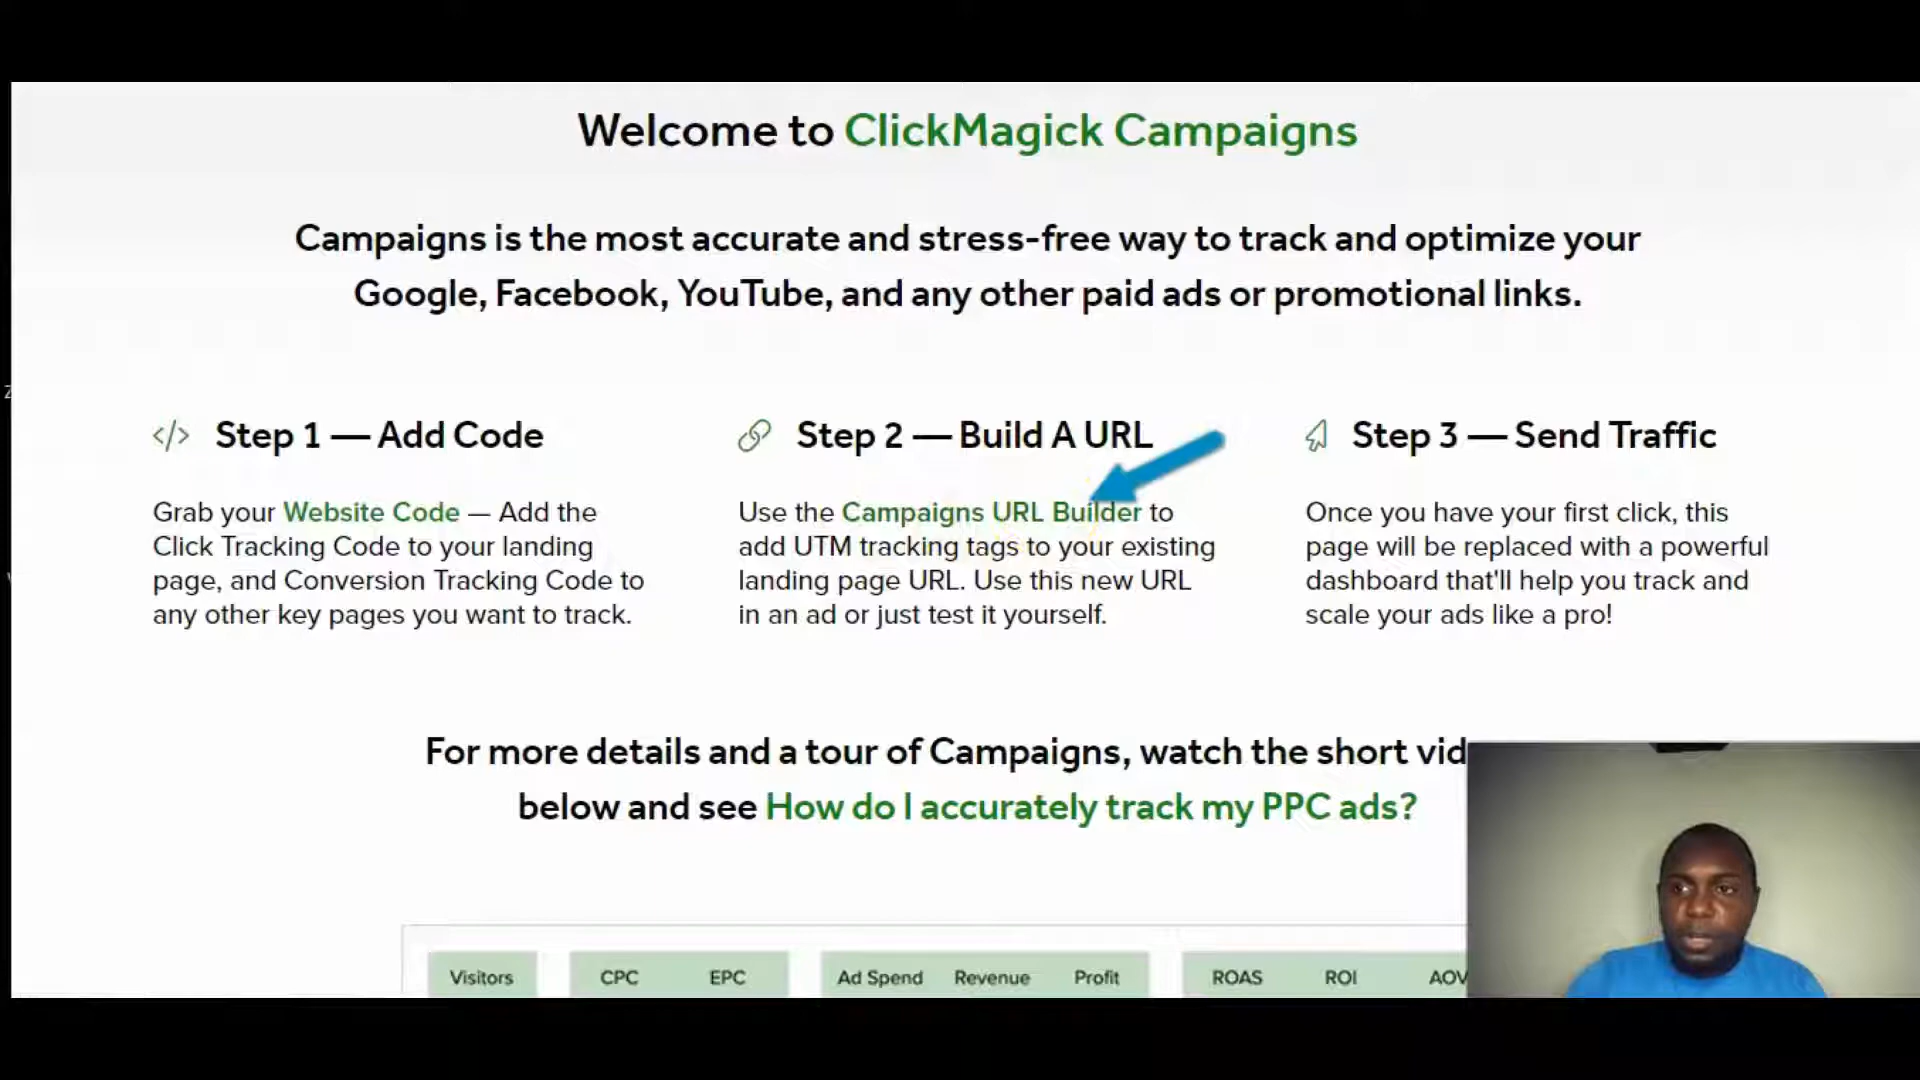 Welcome to ClickMagick Campaigns
Campaigns is the most accurate and stress-free way to track and optimize your
Google, Facebook, YouTube, and any other paid ads or promotional links.
</> Step 1 — Add Code
Grab your Website Code — Add the
Click Tracking Code to your landing
page, and Conversion Tracking Code to
any other key pages you want to track.
Step 2 — Build A URL
Use the Campaigns URL Builder to
add UTM tracking tags to your existing
landing page URL. Use this new URL
in an ad or just test it yourself.
Step 3 — Send Traffic
Once you have your first click, this
page will be replaced with a powerful
dashboard that'll help you track and
scale your ads like a pro!
For more details and a tour of Campaigns, watch the short vid
below and see How do I accurately track my PPC ads?
Visitors CPC EPC Ad Spend Revenue Profit ROAS ROI AOV